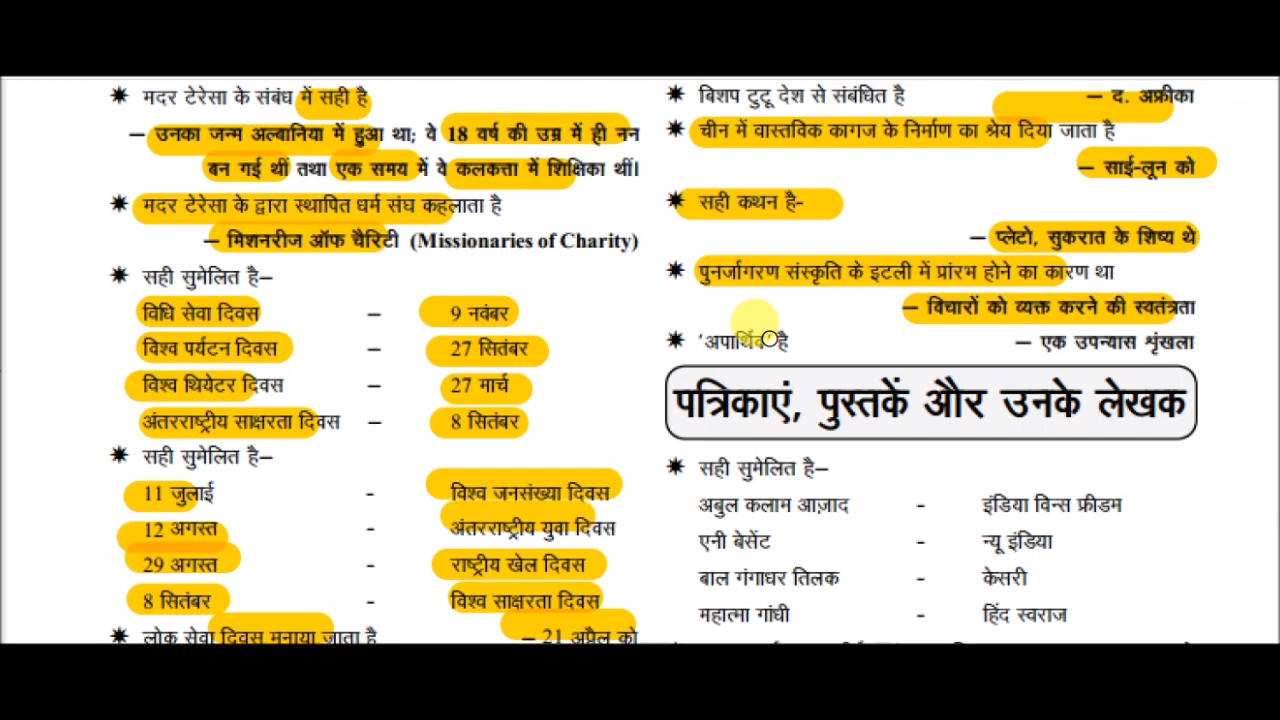 ✷ मदर टेरेसा के संबंध में सही है
– उनका जन्म अल्बानिया में हुआ था; वे 18 वर्ष की उम्र में ही नन
बन गई थीं तथा एक समय में वे कलकत्ता में शिक्षिका थीं।
✷ मदर टेरेसा के द्वारा स्थापित धर्म संघ कहलाता है
– मिशनरीज ऑफ चैरिटी (Missionaries of Charity)
✷ सही सुमेलित है–
विधि सेवा दिवस – 9 नवंबर
विश्व पर्यटन दिवस – 27 सितंबर
विश्व थियेटर दिवस – 27 मार्च
अंतरराष्ट्रीय साक्षरता दिवस – 8 सितंबर
✷ सही सुमेलित है–
11 जुलाई - विश्व जनसंख्या दिवस
12 अगस्त - अंतरराष्ट्रीय युवा दिवस
29 अगस्त - राष्ट्रीय खेल दिवस
8 सितंबर - विश्व साक्षरता दिवस
✷ लोक सेवा दिवस मनाया जाता है – 21 अप्रैल को
✷ बिशप टुटू देश से संबंधित है – द. अफ्रीका
✷ चीन में वास्तविक कागज के निर्माण का श्रेय दिया जाता है
– साई-लून को
✷ सही कथन है-
– प्लेटो, सुकरात के शिष्य थे
✷ पुनर्जागरण संस्कृति के इटली में प्रांरभ होने का कारण था
– विचारों को व्यक्त करने की स्वतंत्रता
✷ 'अपार्थिव' है – एक उपन्यास शृंखला
पत्रिकाएं, पुस्तकें और उनके लेखक
✷ सही सुमेलित है–
अबुल कलाम आज़ाद - इंडिया विन्स फ्रीडम
एनी बेसेंट - न्यू इंडिया
बाल गंगाधर तिलक - केसरी
महात्मा गांधी - हिंद स्वराज